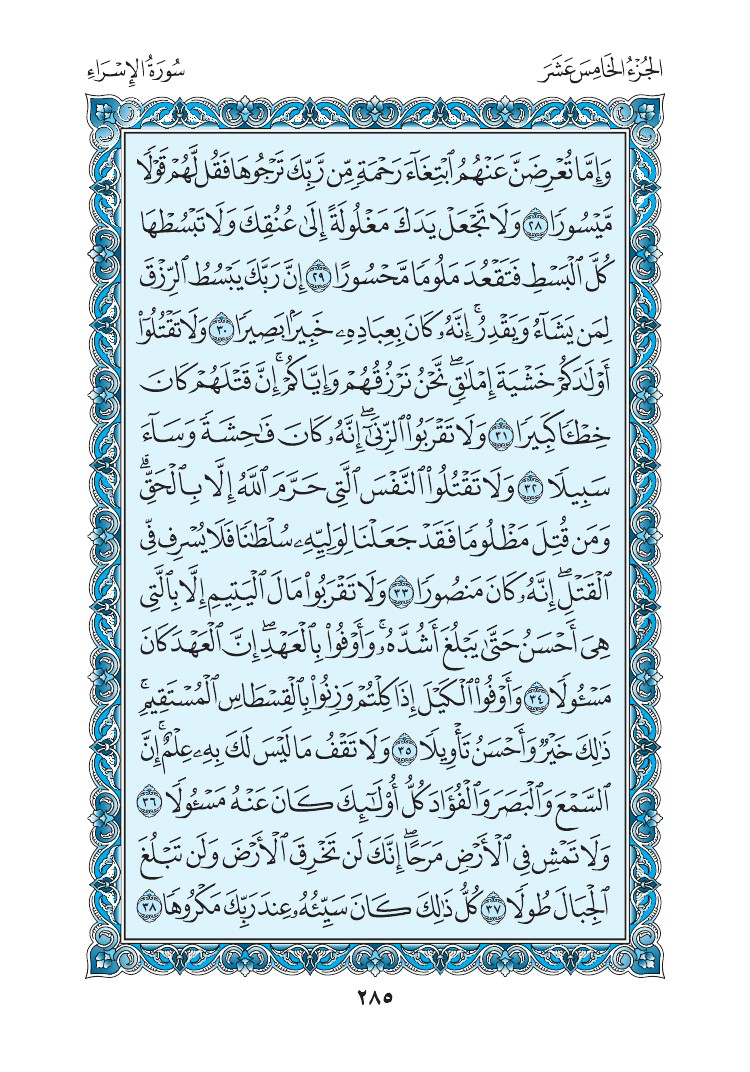 الجُزْءُ الخَامِسَ عَشَرَ
سُورَةُ الإِسْرَاءِ
وَإِمَّا تُعْرِضَنَّ عَنْهُمُ ٱبْتِغَآءَ رَحْمَةٍ مِّن رَّبِّكَ تَرْجُوهَا فَقُل لَّهُمْ قَوْلًا
مَّيْسُورًا ٢٨ وَلَا تَجْعَلْ يَدَكَ مَغْلُولَةً إِلَىٰ عُنُقِكَ وَلَا تَبْسُطْهَا
كُلَّ ٱلْبَسْطِ فَتَقْعُدَ مَلُومًا مَّحْسُورًا ٢٩ إِنَّ رَبَّكَ يَبْسُطُ ٱلرِّزْقَ
لِمَن يَشَآءُ وَيَقْدِرُ ۚ إِنَّهُۥ كَانَ بِعِبَادِهِۦ خَبِيرًۢا بَصِيرًا ٣٠ وَلَا تَقْتُلُوٓا۟
أَوْلَـٰدَكُمْ خَشْيَةَ إِمْلَـٰقٍ ۖ نَّحْنُ نَرْزُقُهُمْ وَإِيَّاكُمْ ۚ إِنَّ قَتْلَهُمْ كَانَ
خِطْـًٔا كَبِيرًا ٣١ وَلَا تَقْرَبُوا۟ ٱلزِّنَىٰٓ ۖ إِنَّهُۥ كَانَ فَـٰحِشَةً وَسَآءَ
سَبِيلًا ٣٢ وَلَا تَقْتُلُوا۟ ٱلنَّفْسَ ٱلَّتِى حَرَّمَ ٱللَّهُ إِلَّا بِٱلْحَقِّ ۗ
وَمَن قُتِلَ مَظْلُومًا فَقَدْ جَعَلْنَا لِوَلِيِّهِۦ سُلْطَـٰنًا فَلَا يُسْرِف فِّى
ٱلْقَتْلِ ۖ إِنَّهُۥ كَانَ مَنصُورًا ٣٣ وَلَا تَقْرَبُوا۟ مَالَ ٱلْيَتِيمِ إِلَّا بِٱلَّتِى
هِىَ أَحْسَنُ حَتَّىٰ يَبْلُغَ أَشُدَّهُۥ ۚ وَأَوْفُوا۟ بِٱلْعَهْدِ ۖ إِنَّ ٱلْعَهْدَ كَانَ
مَسْـُٔولًا ٣٤ وَأَوْفُوا۟ ٱلْكَيْلَ إِذَا كِلْتُمْ وَزِنُوا۟ بِٱلْقِسْطَاسِ ٱلْمُسْتَقِيمِ ۚ
ذَٰلِكَ خَيْرٌ وَأَحْسَنُ تَأْوِيلًا ٣٥ وَلَا تَقْفُ مَا لَيْسَ لَكَ بِهِۦ عِلْمٌ ۚ إِنَّ
ٱلسَّمْعَ وَٱلْبَصَرَ وَٱلْفُؤَادَ كُلُّ أُو۟لَـٰٓئِكَ كَانَ عَنْهُ مَسْـُٔولًا ٣٦
وَلَا تَمْشِ فِى ٱلْأَرْضِ مَرَحًا ۖ إِنَّكَ لَن تَخْرِقَ ٱلْأَرْضَ وَلَن تَبْلُغَ
ٱلْجِبَالَ طُولًا ٣٧ كُلُّ ذَٰلِكَ كَانَ سَيِّئُهُۥ عِندَ رَبِّكَ مَكْرُوهًا ٣٨
٢٨٥